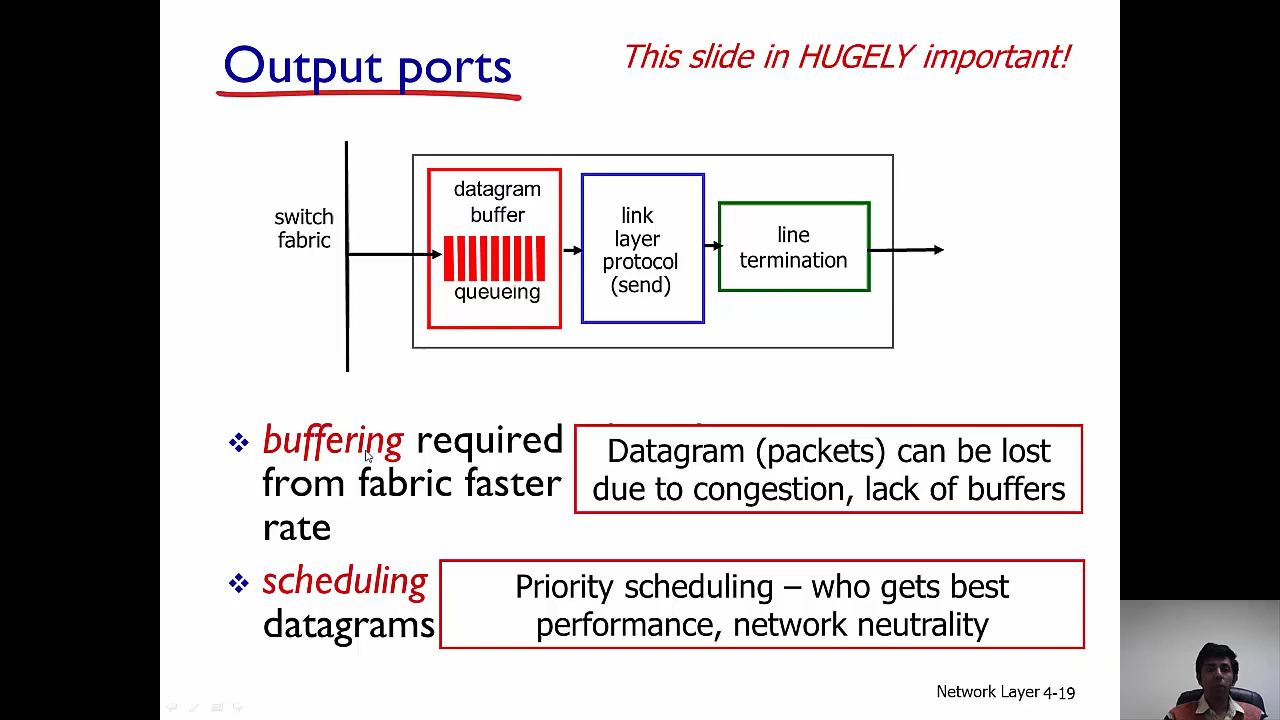 Output ports
This slide in HUGELY important!
switch
fabric
datagram
buffer
queueing
link
layer
protocol
(send)
line
termination
buffering required
from fabric faster
rate
Datagram (packets) can be lost
due to congestion, lack of buffers
scheduling
datagrams
Priority scheduling – who gets best
performance, network neutrality
Network Layer 4-19